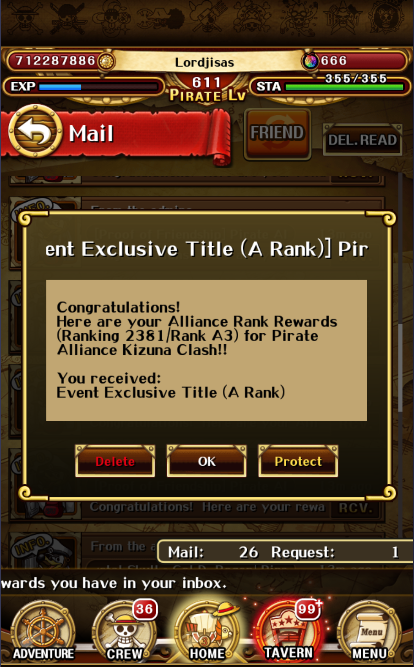 712287886 Lordjisas 666
EXP 611 STA 355/355
PIRATE LV
Mail FRIEND DEL.READ
ent Exclusive Title (A Rank)] Pir
Congratulations!
Here are your Alliance Rank Rewards
(Ranking 2381/Rank A3) for Pirate
Alliance Kizuna Clash!!
You received:
Event Exclusive Title (A Rank)
Delete OK Protect
Congratulations! Here are your rewa RCV.
INFO. From the a
Mail: 26 Request: 1
wards you have in your inbox.
36 99+
ADVENTURE CREW HOME TAVERN Menu
MENU